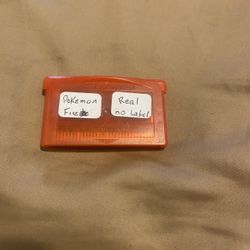 Pokemon
Fire
Real
no Label